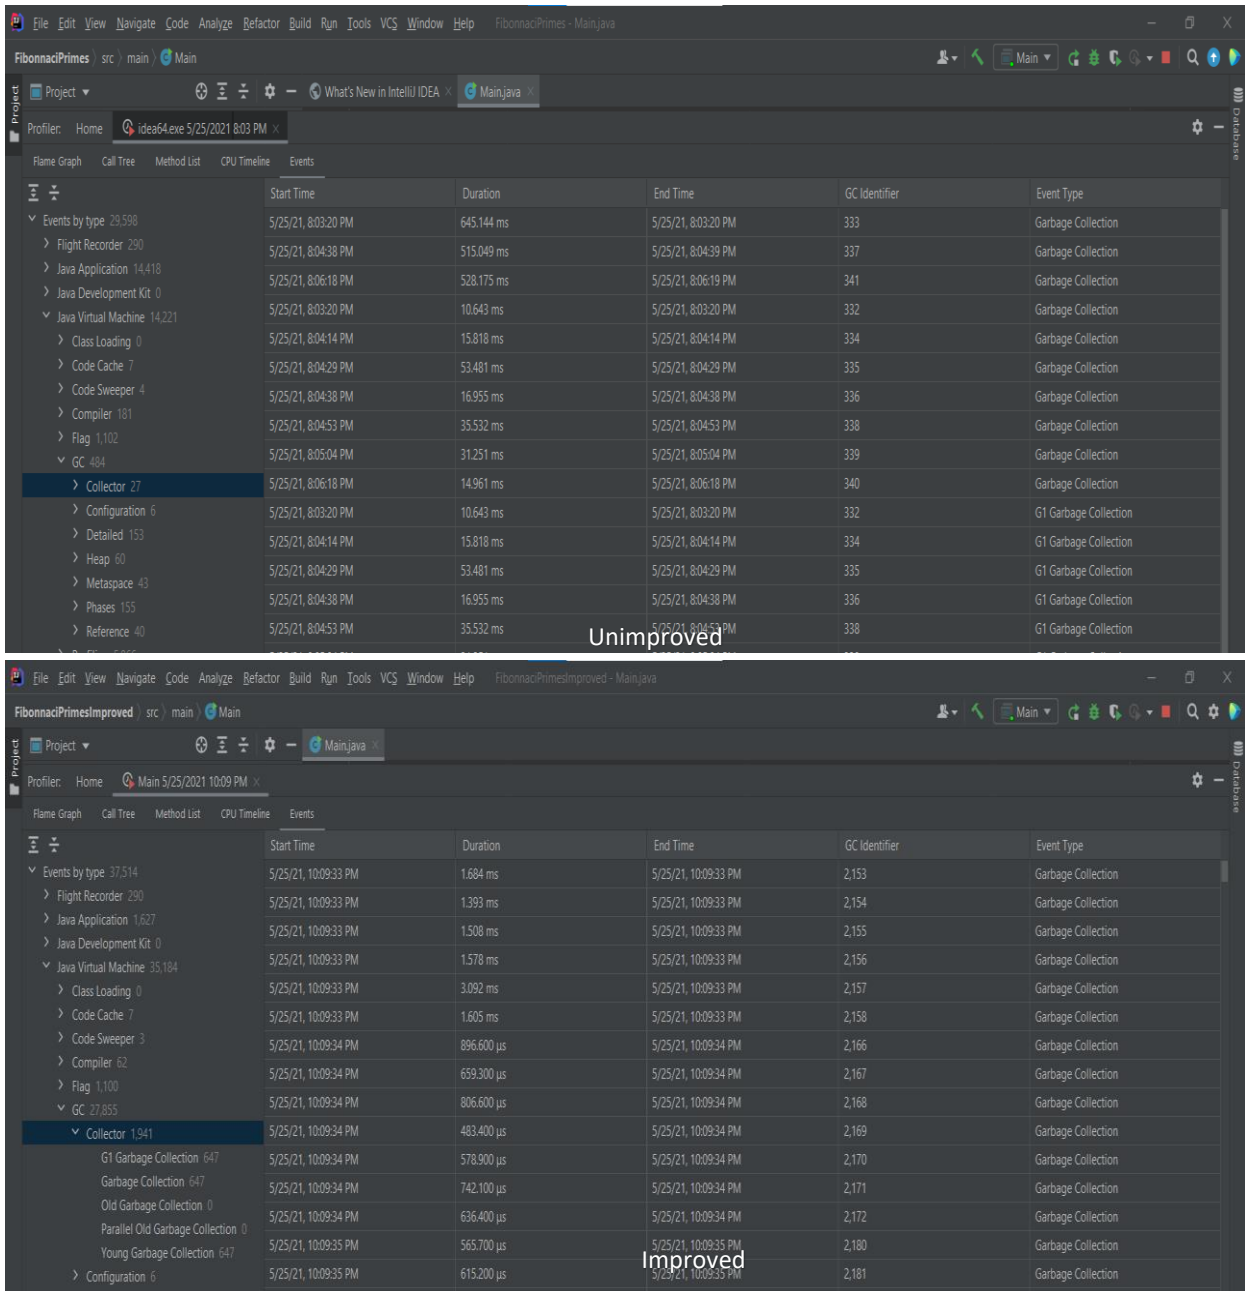 File Edit View Navigate Code Analyze Refactor Build Run Tools VCS Window Help FibonnaciPrimes - Main.java
FibonnaciPrimes src main Main Main
Project What's New in IntelliJ IDEA Main.java
Profiler: Home idea64.exe 5/25/2021 8:03 PM
Flame Graph Call Tree Method List CPU Timeline Events
Start Time Duration End Time GC Identifier Event Type
Events by type 29,598 5/25/21, 8:03:20 PM 645.144 ms 5/25/21, 8:03:20 PM 333 Garbage Collection
Flight Recorder 290 5/25/21, 8:04:38 PM 515.049 ms 5/25/21, 8:04:39 PM 337 Garbage Collection
Java Application 14,418 5/25/21, 8:06:18 PM 528.175 ms 5/25/21, 8:06:19 PM 341 Garbage Collection
Java Development Kit 0 5/25/21, 8:03:20 PM 10.643 ms 5/25/21, 8:03:20 PM 332 Garbage Collection
Java Virtual Machine 14,221 5/25/21, 8:04:14 PM 15.818 ms 5/25/21, 8:04:14 PM 334 Garbage Collection
Class Loading 0
Code Cache 7 5/25/21, 8:04:29 PM 53.481 ms 5/25/21, 8:04:29 PM 335 Garbage Collection
Code Sweeper 4 5/25/21, 8:04:38 PM 16.955 ms 5/25/21, 8:04:38 PM 336 Garbage Collection
Compiler 181 5/25/21, 8:04:53 PM 35.532 ms 5/25/21, 8:04:53 PM 338 Garbage Collection
Flag 1,102
GC 484 5/25/21, 8:05:04 PM 31.251 ms 5/25/21, 8:05:04 PM 339 Garbage Collection
Collector 27 5/25/21, 8:06:18 PM 14.961 ms 5/25/21, 8:06:18 PM 340 Garbage Collection
Configuration 6 5/25/21, 8:03:20 PM 10.643 ms 5/25/21, 8:03:20 PM 332 G1 Garbage Collection
Detailed 153 5/25/21, 8:04:14 PM 15.818 ms 5/25/21, 8:04:14 PM 334 G1 Garbage Collection
Heap 60 5/25/21, 8:04:29 PM 53.481 ms 5/25/21, 8:04:29 PM 335 G1 Garbage Collection
Metaspace 43
Phases 155 5/25/21, 8:04:38 PM 16.955 ms 5/25/21, 8:04:38 PM 336 G1 Garbage Collection
Reference 40 5/25/21, 8:04:53 PM 35.532 ms 5/25/21, 8:04:53 PM 338 G1 Garbage Collection
Unimproved
Project
Database
File Edit View Navigate Code Analyze Refactor Build Run Tools VCS Window Help FibonnaciPrimesImproved - Main.java
FibonnaciPrimesImproved src main Main Main
Project Main.java
Profiler: Home Main 5/25/2021 10:09 PM
Flame Graph Call Tree Method List CPU Timeline Events
Start Time Duration End Time GC Identifier Event Type
Events by type 37,514 5/25/21, 10:09:33 PM 1.684 ms 5/25/21, 10:09:33 PM 2,153 Garbage Collection
Flight Recorder 290 5/25/21, 10:09:33 PM 1.393 ms 5/25/21, 10:09:33 PM 2,154 Garbage Collection
Java Application 1,627 5/25/21, 10:09:33 PM 1.508 ms 5/25/21, 10:09:33 PM 2,155 Garbage Collection
Java Development Kit 0
Java Virtual Machine 35,184 5/25/21, 10:09:33 PM 1.578 ms 5/25/21, 10:09:33 PM 2,156 Garbage Collection
Class Loading 0 5/25/21, 10:09:33 PM 3.092 ms 5/25/21, 10:09:33 PM 2,157 Garbage Collection
Code Cache 7 5/25/21, 10:09:33 PM 1.605 ms 5/25/21, 10:09:33 PM 2,158 Garbage Collection
Code Sweeper 3 5/25/21, 10:09:34 PM 896.600 µs 5/25/21, 10:09:34 PM 2,166 Garbage Collection
Compiler 62 5/25/21, 10:09:34 PM 659.300 µs 5/25/21, 10:09:34 PM 2,167 Garbage Collection
Flag 1,100
GC 27,855 5/25/21, 10:09:34 PM 806.600 µs 5/25/21, 10:09:34 PM 2,168 Garbage Collection
Collector 1,941 5/25/21, 10:09:34 PM 483.400 µs 5/25/21, 10:09:34 PM 2,169 Garbage Collection
G1 Garbage Collection 647 5/25/21, 10:09:34 PM 578.900 µs 5/25/21, 10:09:34 PM 2,170 Garbage Collection
Garbage Collection 647 5/25/21, 10:09:34 PM 742.100 µs 5/25/21, 10:09:34 PM 2,171 Garbage Collection
Old Garbage Collection 0 5/25/21, 10:09:34 PM 636.400 µs 5/25/21, 10:09:34 PM 2,172 Garbage Collection
Parallel Old Garbage Collection 0
Young Garbage Collection 647 5/25/21, 10:09:35 PM 565.700 µs 5/25/21, 10:09:35 PM 2,180 Garbage Collection
Configuration 6 5/25/21, 10:09:35 PM 615.200 µs 5/25/21, 10:09:35 PM 2,181 Garbage Collection
Improved
Project
Database